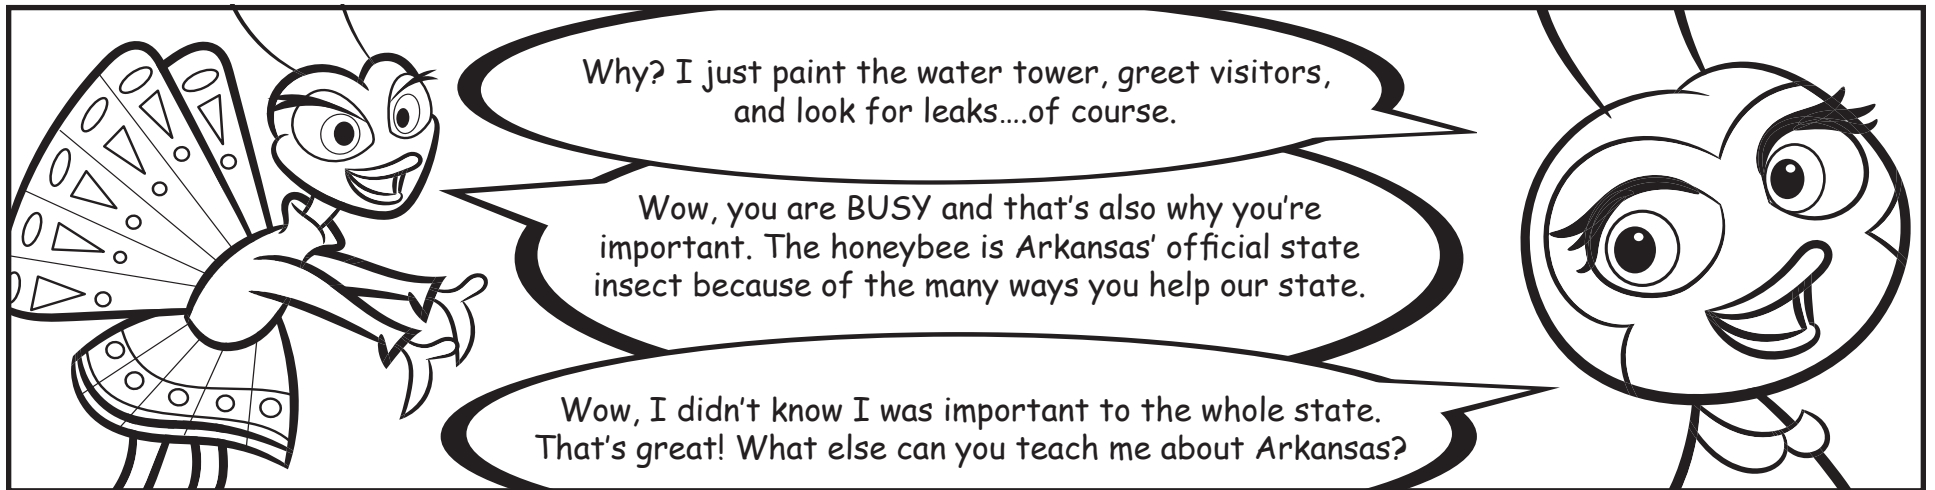 Why? I just paint the water tower, greet visitors,
and look for leaks....of course.
Wow, you are BUSY and that's also why you're
important. The honeybee is Arkansas' official state
insect because of the many ways you help our state.
Wow, I didn't know I was important to the whole state.
That's great! What else can you teach me about Arkansas?